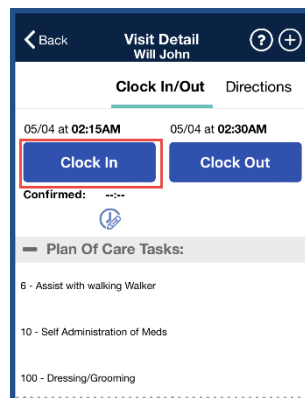 Back Visit Detail ?
Will John
Clock In/Out Directions
05/04 at 02:15AM 05/04 at 02:30AM
Clock In Clock Out
Confirmed: --:--
Plan Of Care Tasks:
6 - Assist with walking Walker
10 - Self Administration of Meds
100 - Dressing/Grooming